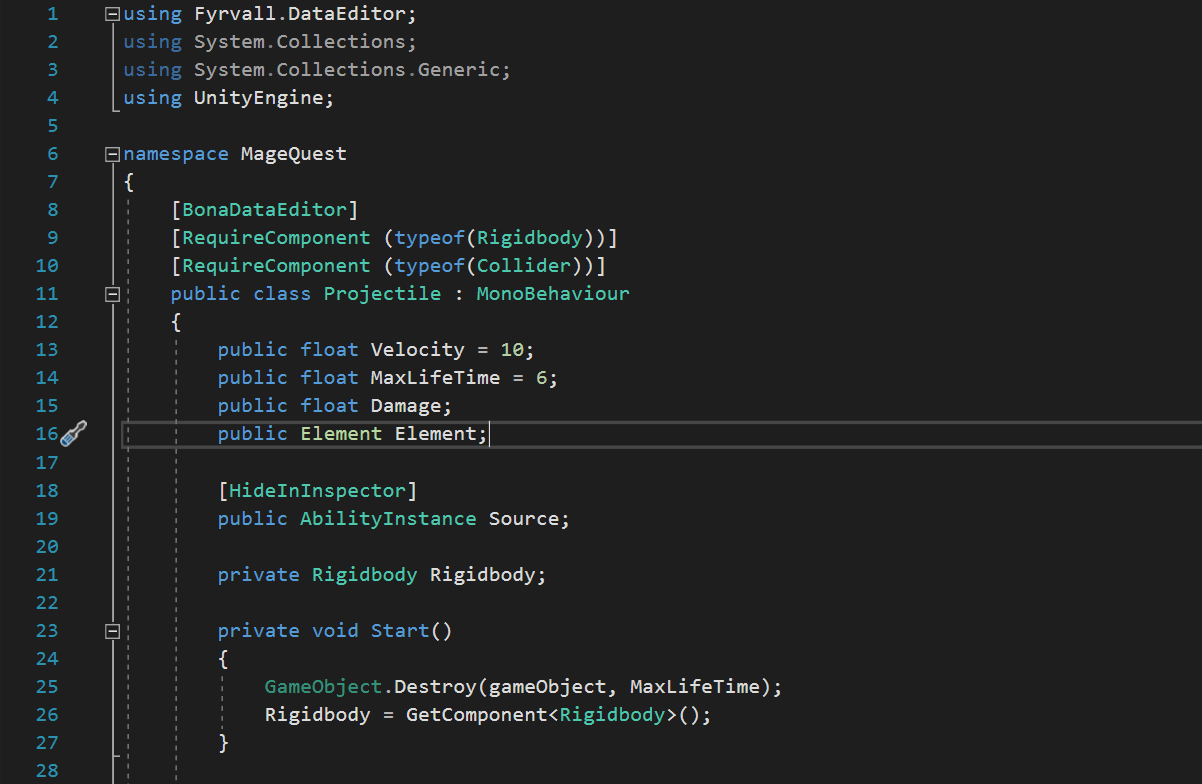 1 using Fyrvall.DataEditor;
2 using System.Collections;
3 using System.Collections.Generic;
4 using UnityEngine;
5
6 namespace MageQuest
7 {
8 [BonaDataEditor]
9 [RequireComponent (typeof(Rigidbody))]
10 [RequireComponent (typeof(Collider))]
11 public class Projectile : MonoBehaviour
12 {
13 public float Velocity = 10;
14 public float MaxLifeTime = 6;
15 public float Damage;
16 public Element Element;
17
18 [HideInInspector]
19 public AbilityInstance Source;
20
21 private Rigidbody Rigidbody;
22
23 private void Start()
24 {
25 GameObject.Destroy(gameObject, MaxLifeTime);
26 Rigidbody = GetComponent<Rigidbody>();
27 }
28